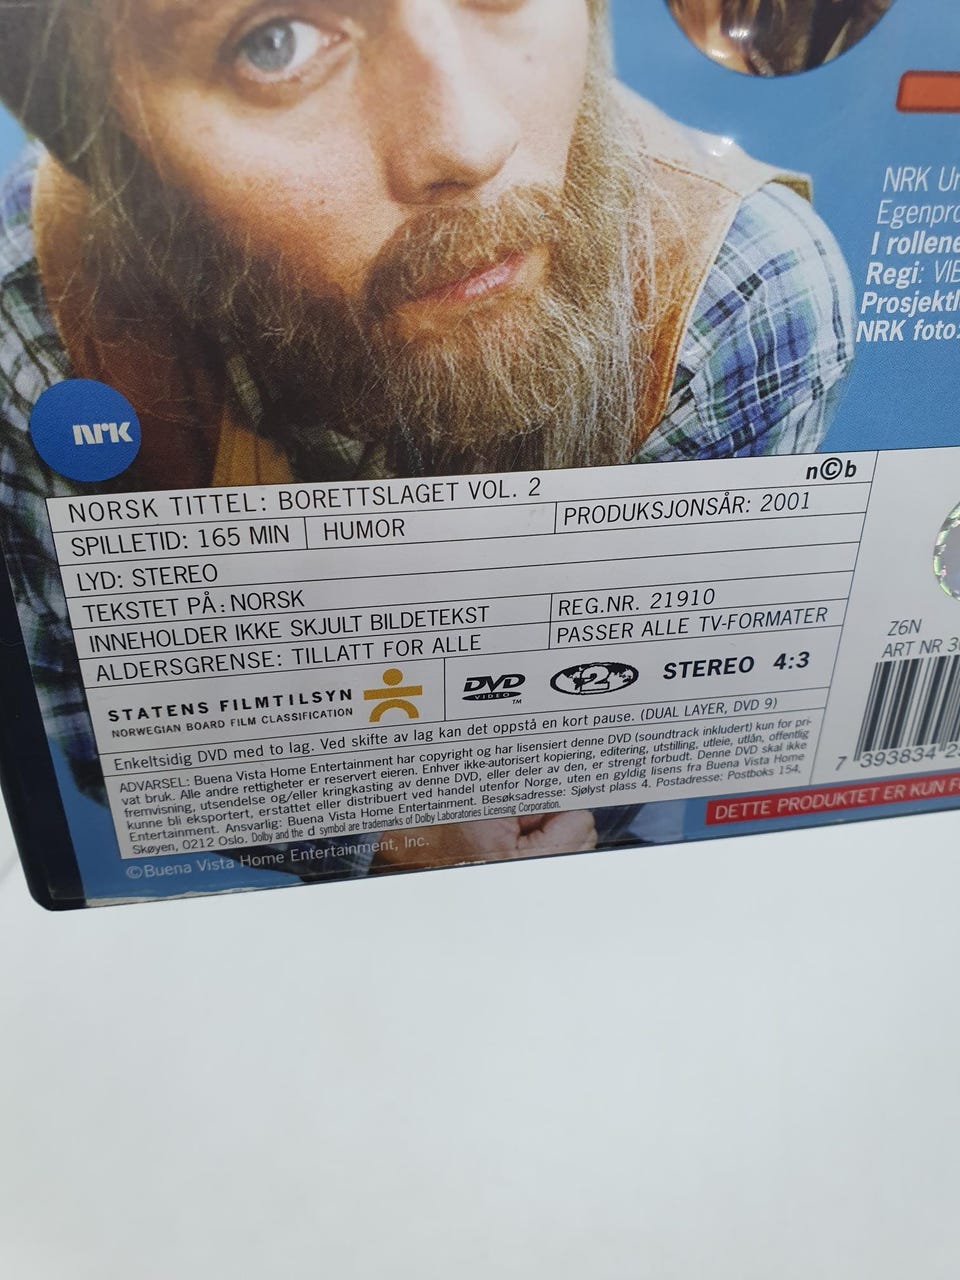 NRK
Egenpro
I rollene
Regi: VIB
Prosjektl
NRK foto:
nrk
n©b
NORSK TITTEL: BORETTSLAGET VOL. 2
SPILLETID: 165 MIN HUMOR PRODUKSJONSÅR: 2001
LYD: STEREO
TEKSTET PÅ: NORSK
INNEHOLDER IKKE SKJULT BILDETEKST REG.NR. 21910
ALDERSGRENSE: TILLATT FOR ALLE PASSER ALLE TV-FORMATER
STATENS FILMTILSYN
NORWEGIAN BOARD FILM CLASSIFICATION
DVD VIDEO TM 2 STEREO 4:3
Enkeltsidig DVD med to lag. Ved skifte av lag kan det oppstå en kort pause. (DUAL LAYER, DVD 9)
ADVARSEL: Buena Vista Home Entertainment har copyright og har lisensiert denne DVD (soundtrack inkludert) kun for pri-
vat bruk. Alle andre rettigheter er reservert eieren. Enhver ikke-autorisert kopiering, editering, utstilling, utleie, utlån, offentlig
fremvisning, utsendelse og/eller kringkasting av denne DVD, eller deler av den, er strengt forbudt. Denne DVD skal ikke
kunne bli eksportert, erstattet eller distribuert ved handel utenfor Norge, uten en gyldig lisens fra Buena Vista Home
Entertainment. Ansvarlig: Buena Vista Home Entertainment. Besøksadresse: Sjølyst plass 4. Postadresse: Postboks 154,
Skøyen, 0212 Oslo. Dolby and the d symbol are trademarks of Dolby Laboratories Licensing Corporation.
©Buena Vista Home Entertainment, Inc.
Z6N
ART NR
7 393834
DETTE PRODUKTET ER KUN F